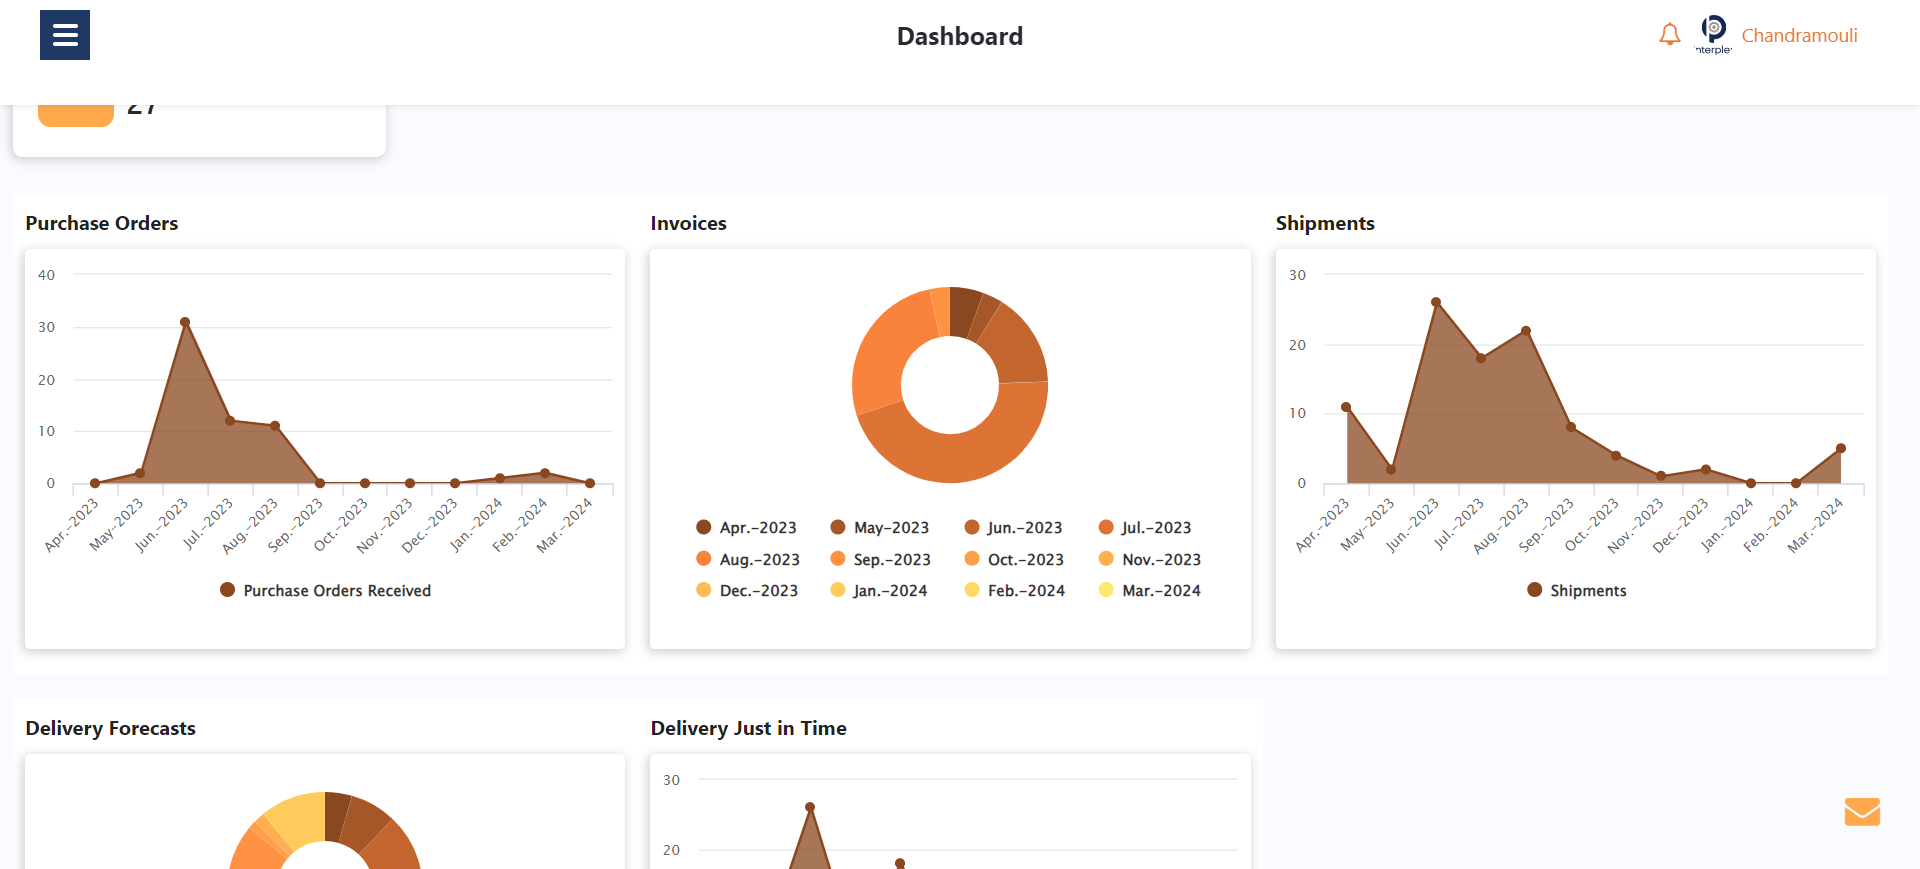 Dashboard
Chandramouli
nterple
27
Purchase Orders
40
30
20
10
0
Apr.-2023
May-2023
Jun.-2023
Jul.-2023
Aug.-2023
Sep.-2023
Oct.-2023
Nov.-2023
Dec.-2023
Jan.-2024
Feb.-2024
Mar.-2024
Purchase Orders Received
Invoices
Apr.-2023 May-2023 Jun.-2023 Jul.-2023
Aug.-2023 Sep.-2023 Oct.-2023 Nov.-2023
Dec.-2023 Jan.-2024 Feb.-2024 Mar.-2024
Shipments
30
20
10
0
Apr.-2023
May-2023
Jun.-2023
Jul.-2023
Aug.-2023
Sep.-2023
Oct.-2023
Nov.-2023
Dec.-2023
Jan.-2024
Feb.-2024
Mar.-2024
Shipments
Delivery Forecasts
Delivery Just in Time
30
20